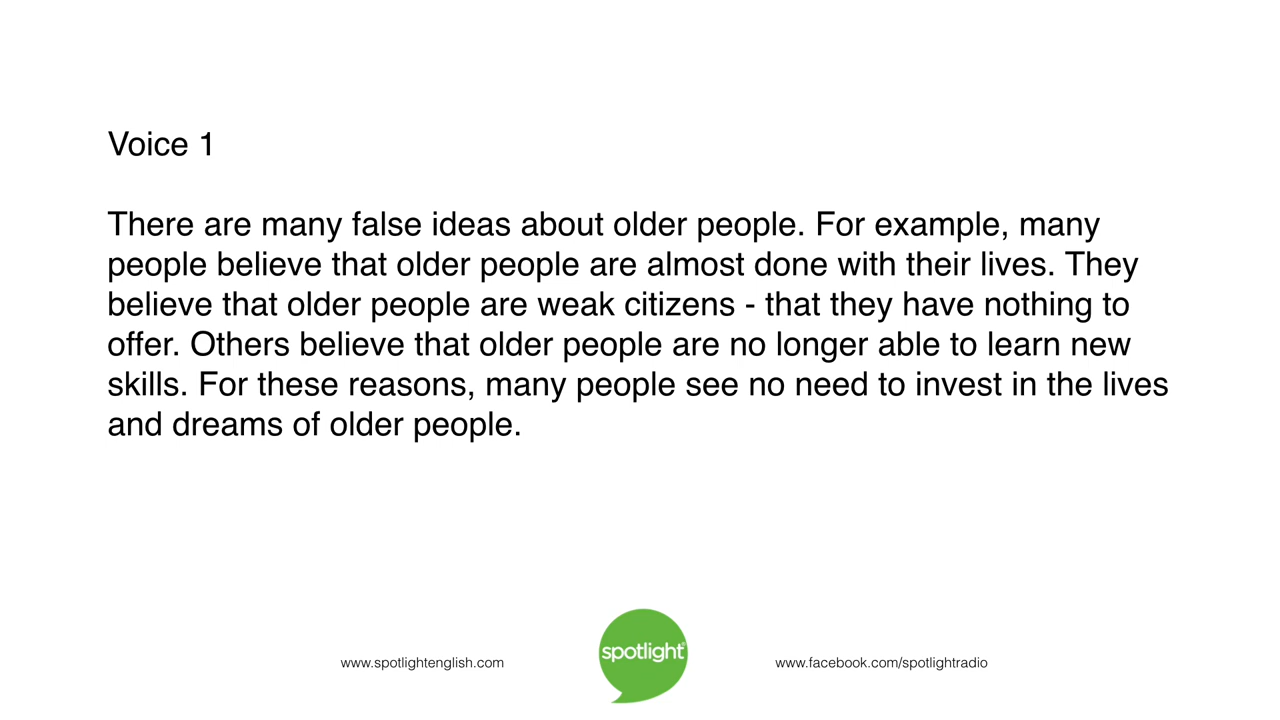 Voice 1
There are many false ideas about older people. For example, many
people believe that older people are almost done with their lives. They
believe that older people are weak citizens - that they have nothing to
offer. Others believe that older people are no longer able to learn new
skills. For these reasons, many people see no need to invest in the lives
and dreams of older people.
www.spotlightenglish.com
spotlight
www.facebook.com/spotlightradio